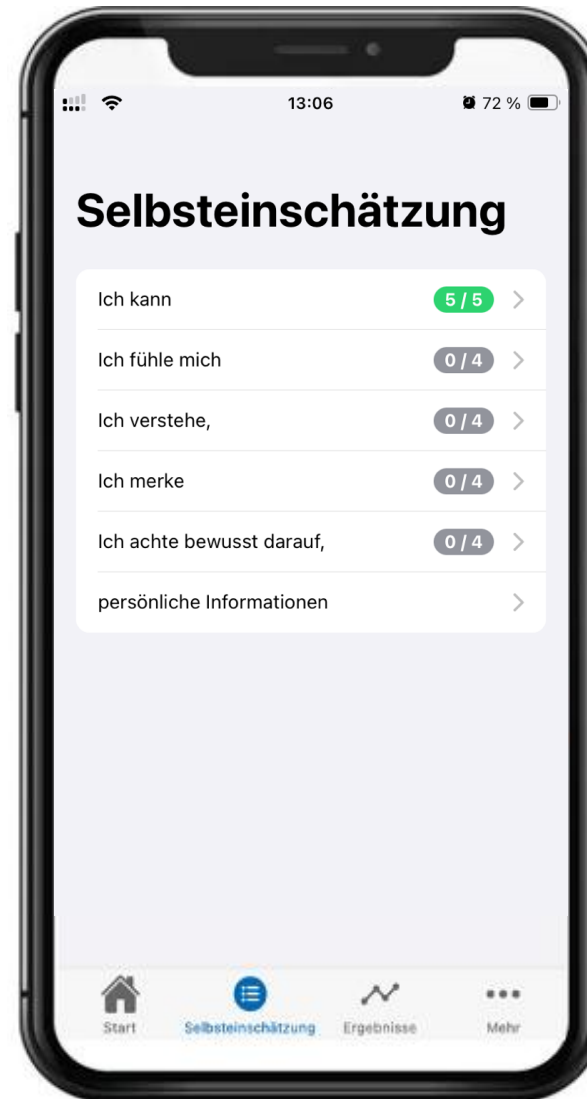 13:06
72 %
Selbsteinschätzung
Ich kann 5 / 5
Ich fühle mich 0 / 4
Ich verstehe, 0 / 4
Ich merke 0 / 4
Ich achte bewusst darauf, 0 / 4
persönliche Informationen
Start Selbsteinschätzung Ergebnisse Mehr